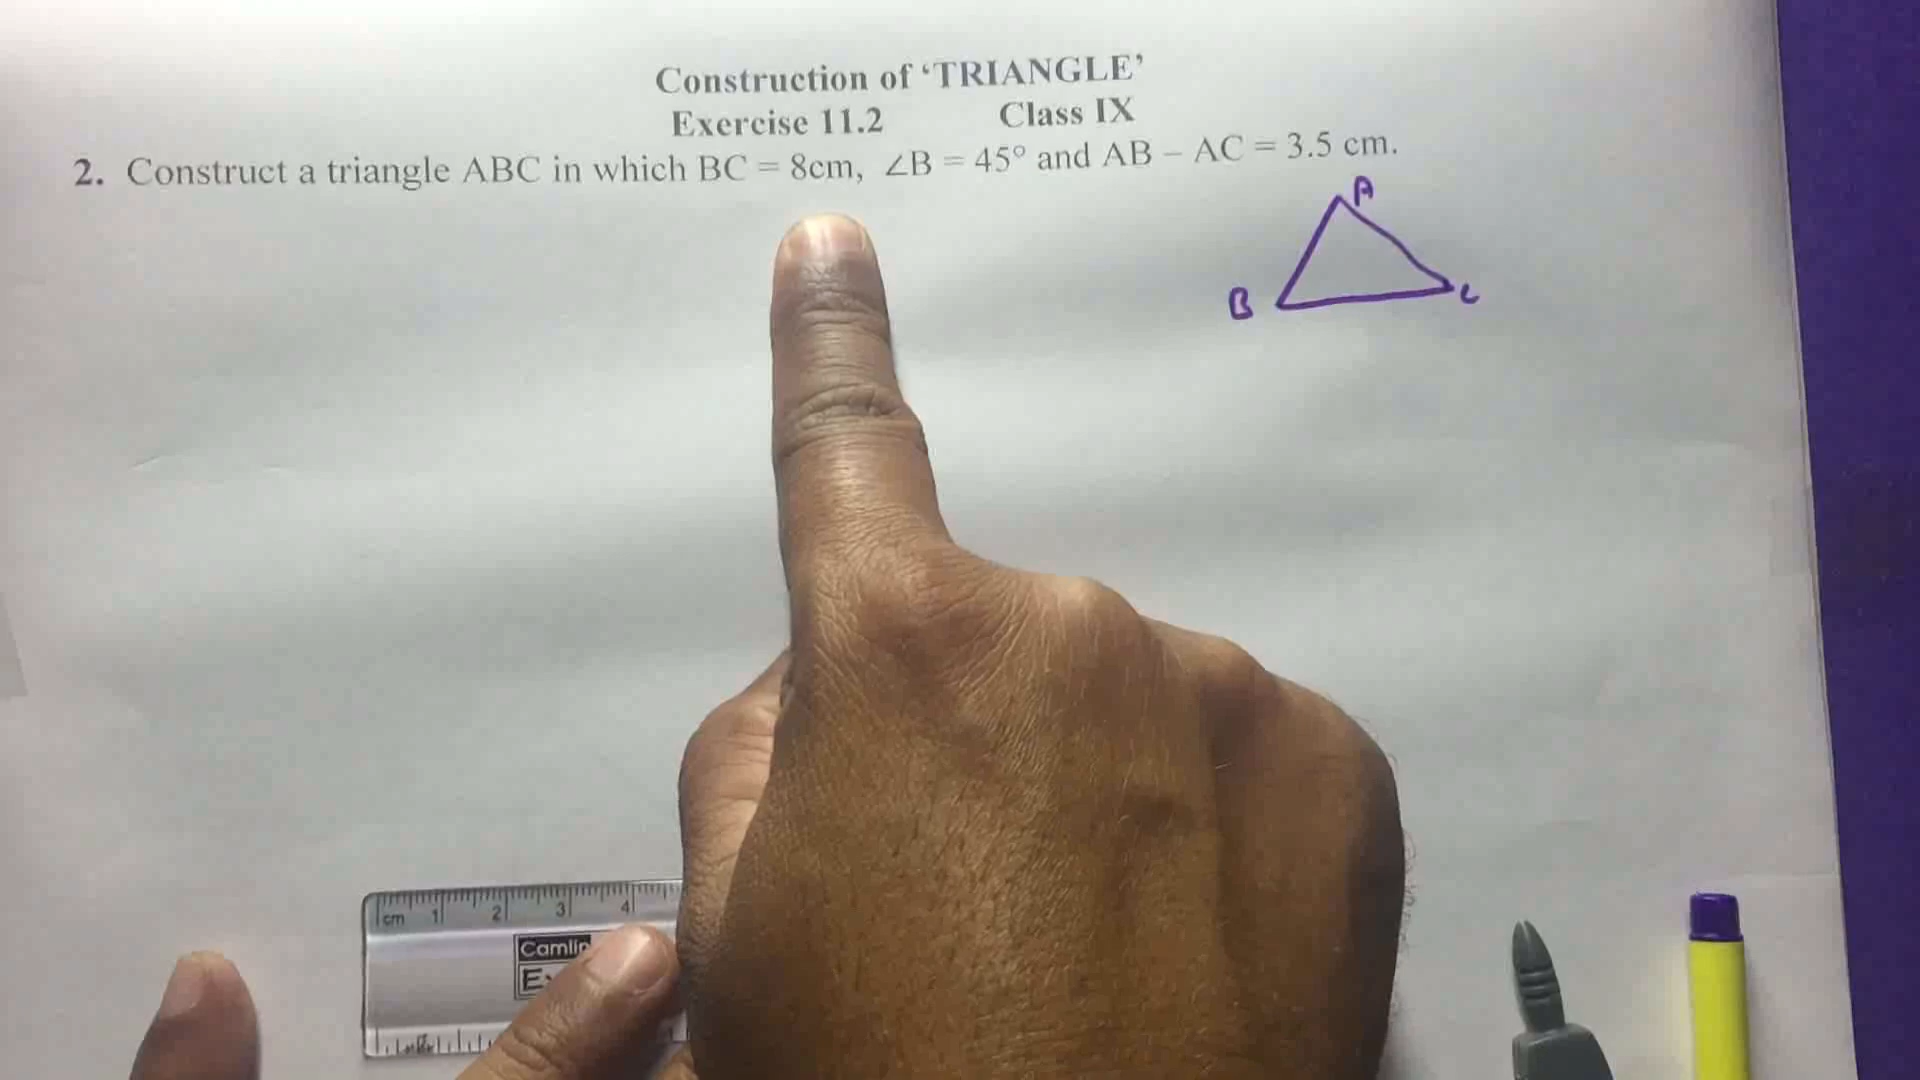 Construction of ‘TRIANGLE’
Exercise 11.2 Class IX
2. Construct a triangle ABC in which BC = 8cm, ∠B = 45° and AB – AC = 3.5 cm.
A
B
C
cm 1 2 3 4
Camlin